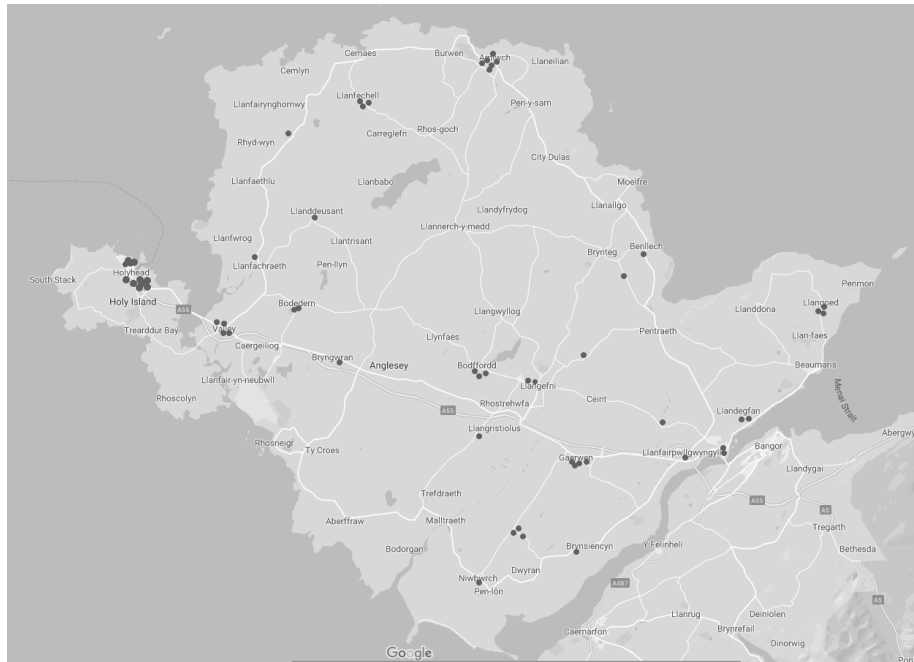 Cemaes
Burwen
Amlwch
Llaneilian
Cemlyn
Llanfechell
Llanfairynghornwy
Pen-y-sarn
Rhos-goch
Carreglefn
Rhyd-wyn
City Dulas
Llanfaethlu
Llanbabo
Moelfre
Llanddeusant
Llandyfrydog
Llanallgo
Llannerch-y-medd
Llanfwrog
Llantrisant
Benllech
Brynteg
Llanfachraeth
Pen-llyn
Holyhead
South Stack
Penmon
Holy Island
Bodedern
Llangoed
Llanddona
A55
Llangwyllog
Trearddur Bay
Valley
Llynfaes
Pentraeth
Llan-faes
Caergeiliog
Bryngwran
Anglesey
Bodffordd
Beaumaris
Llanfair-yn-neubwll
Llangefni
Menai Strait
Rhoscolyn
Rhostrehwfa
Ceint
A55
Llandegfan
Llangristiolus
Abergwy
Rhosneigr
Ty Croes
Bangor
Gaerwen
Llanfairpwllgwyngyll
Llandygai
Trefdraeth
A55
A5
Aberffraw
Malltraeth
Tregarth
Bodorgan
Y Felinheli
Bethesda
Brynsiencyn
Dwyran
Niwbwrch
Pen-lôn
A487
A5
Llanrug
Deiniolen
Caernarfon
Brynrefail
Dinorwig
Google
Pon